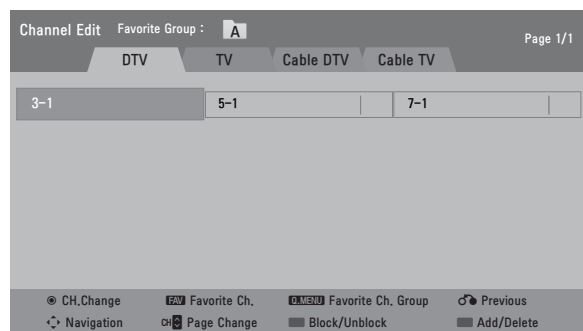 Channel Edit Favorite Group : A Page 1/1
DTV TV Cable DTV Cable TV
3-1 5-1 7-1
CH.Change FAV Favorite Ch. Q.MENU Favorite Ch. Group Previous
Navigation CH Page Change Block/Unblock Add/Delete